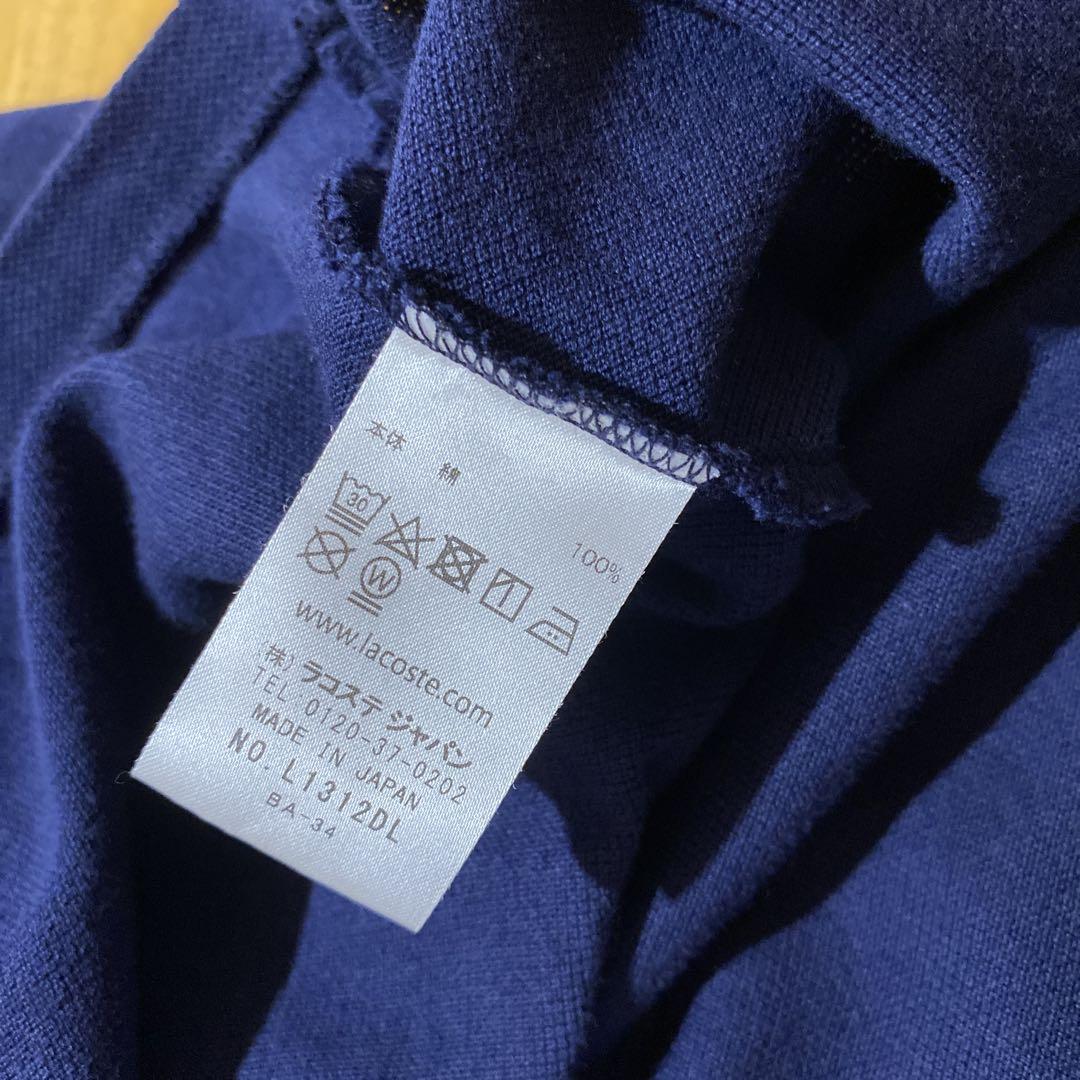 本体 綿 100%
30
W
www.lacoste.com
(株) ラコステ ジャパン
TEL:0120-37-0202
MADE IN JAPAN
NO. L1312DL
BA-34